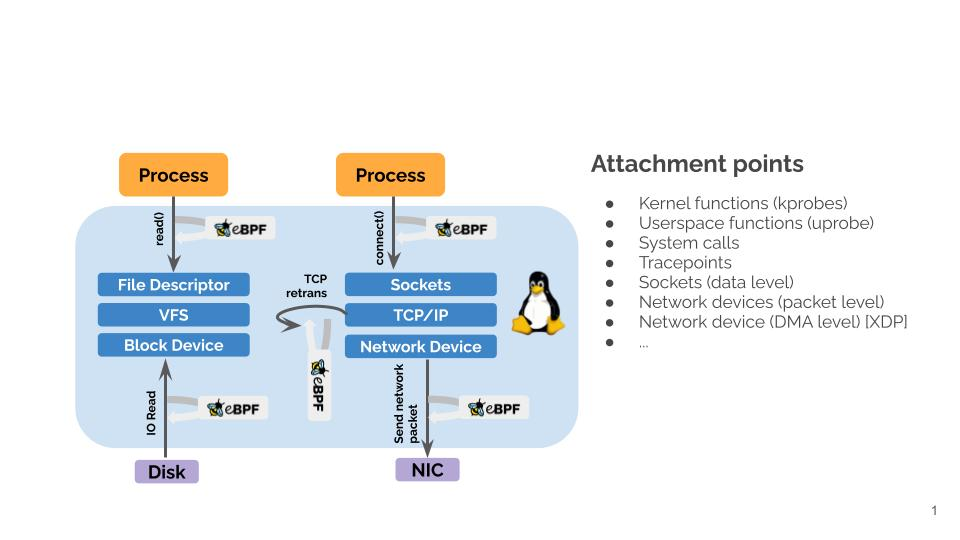 Process
Process
Attachment points
read()
eBPF
connect()
eBPF
● Kernel functions (kprobes)
● Userspace functions (uprobe)
● System calls
● Tracepoints
● Sockets (data level)
● Network devices (packet level)
● Network device (DMA level) [XDP]
● ...
File Descriptor
VFS
Block Device
TCP
retrans
Sockets
TCP/IP
Network Device
eBPF
IO Read
eBPF
Send network
packet
eBPF
Disk
NIC
1